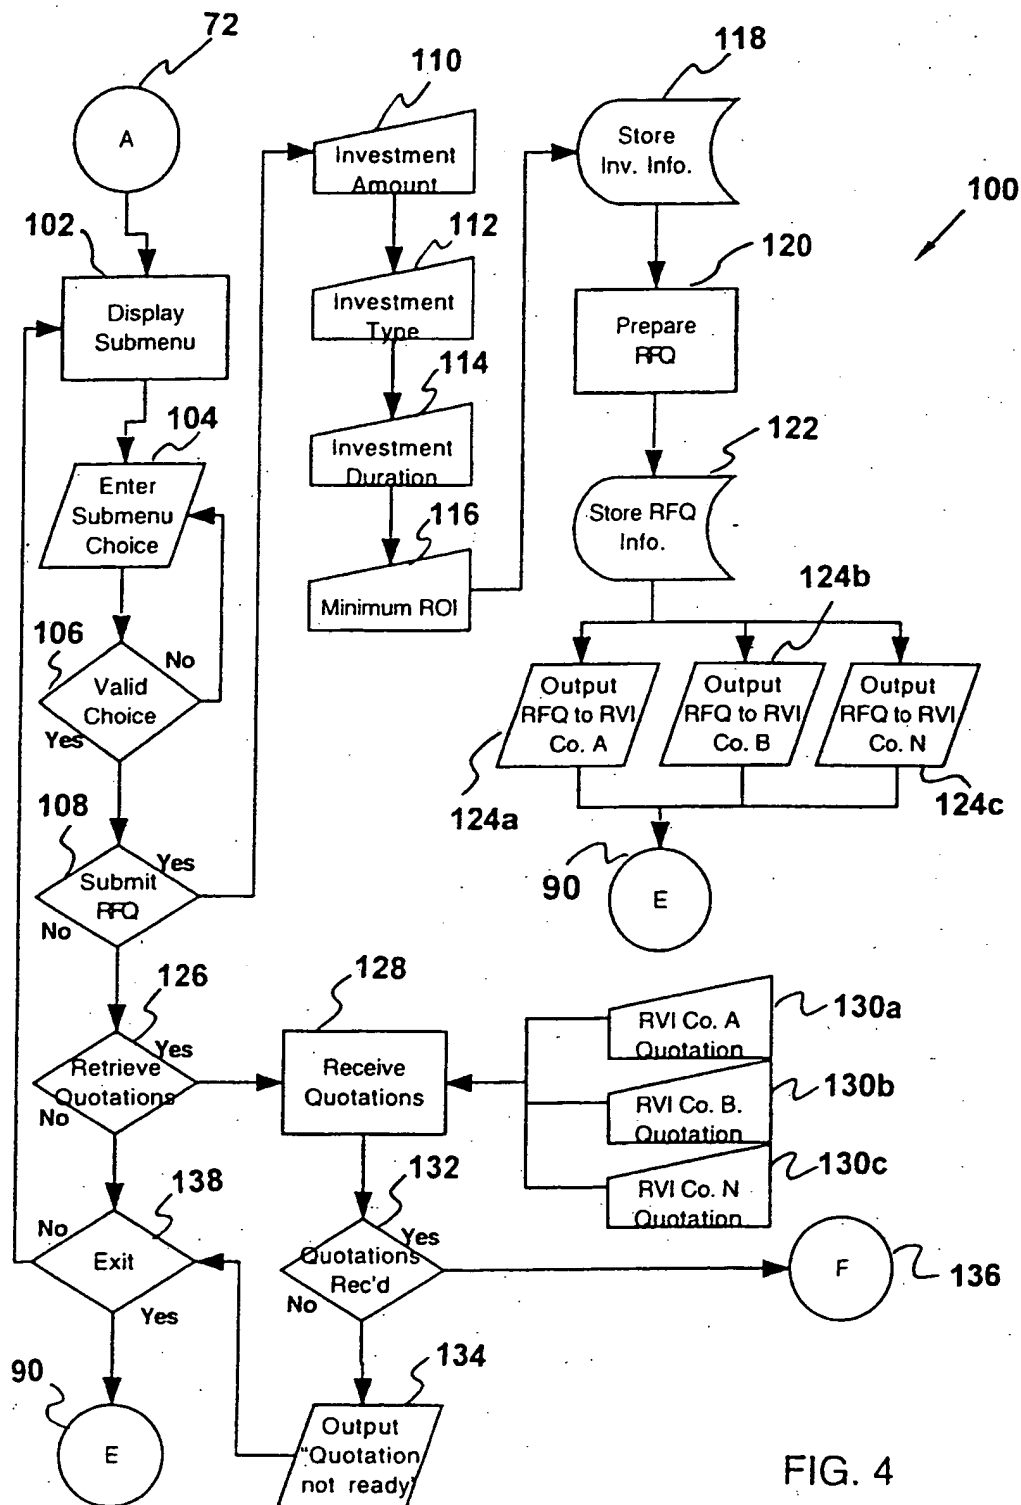 72
A
102
Display
Submenu
104
Enter
Submenu
Choice
106
No
Valid
Choice
Yes
108
Yes
Submit
RFQ
No
110
Investment
Amount
112
Investment
Type
114
Investment
Duration
116
Minimum ROI
118
Store
Inv. Info.
100
120
Prepare
RFQ
122
Store RFQ
Info.
124b
Output
RFQ to RVI
Co. A
Output
RFQ to RVI
Co. B
Output
RFQ to RVI
Co. N
124a
124c
90
E
126
Yes
Retrieve
Quotations
No
128
Receive
Quotations
130a
RVI Co. A
Quotation
130b
RVI Co. B.
Quotation
130c
RVI Co. N
Quotation
132
Yes
Quotations
Rec'd
No
F
136
138
No
Exit
Yes
90
E
134
Output
"Quotation
not ready"
FIG. 4